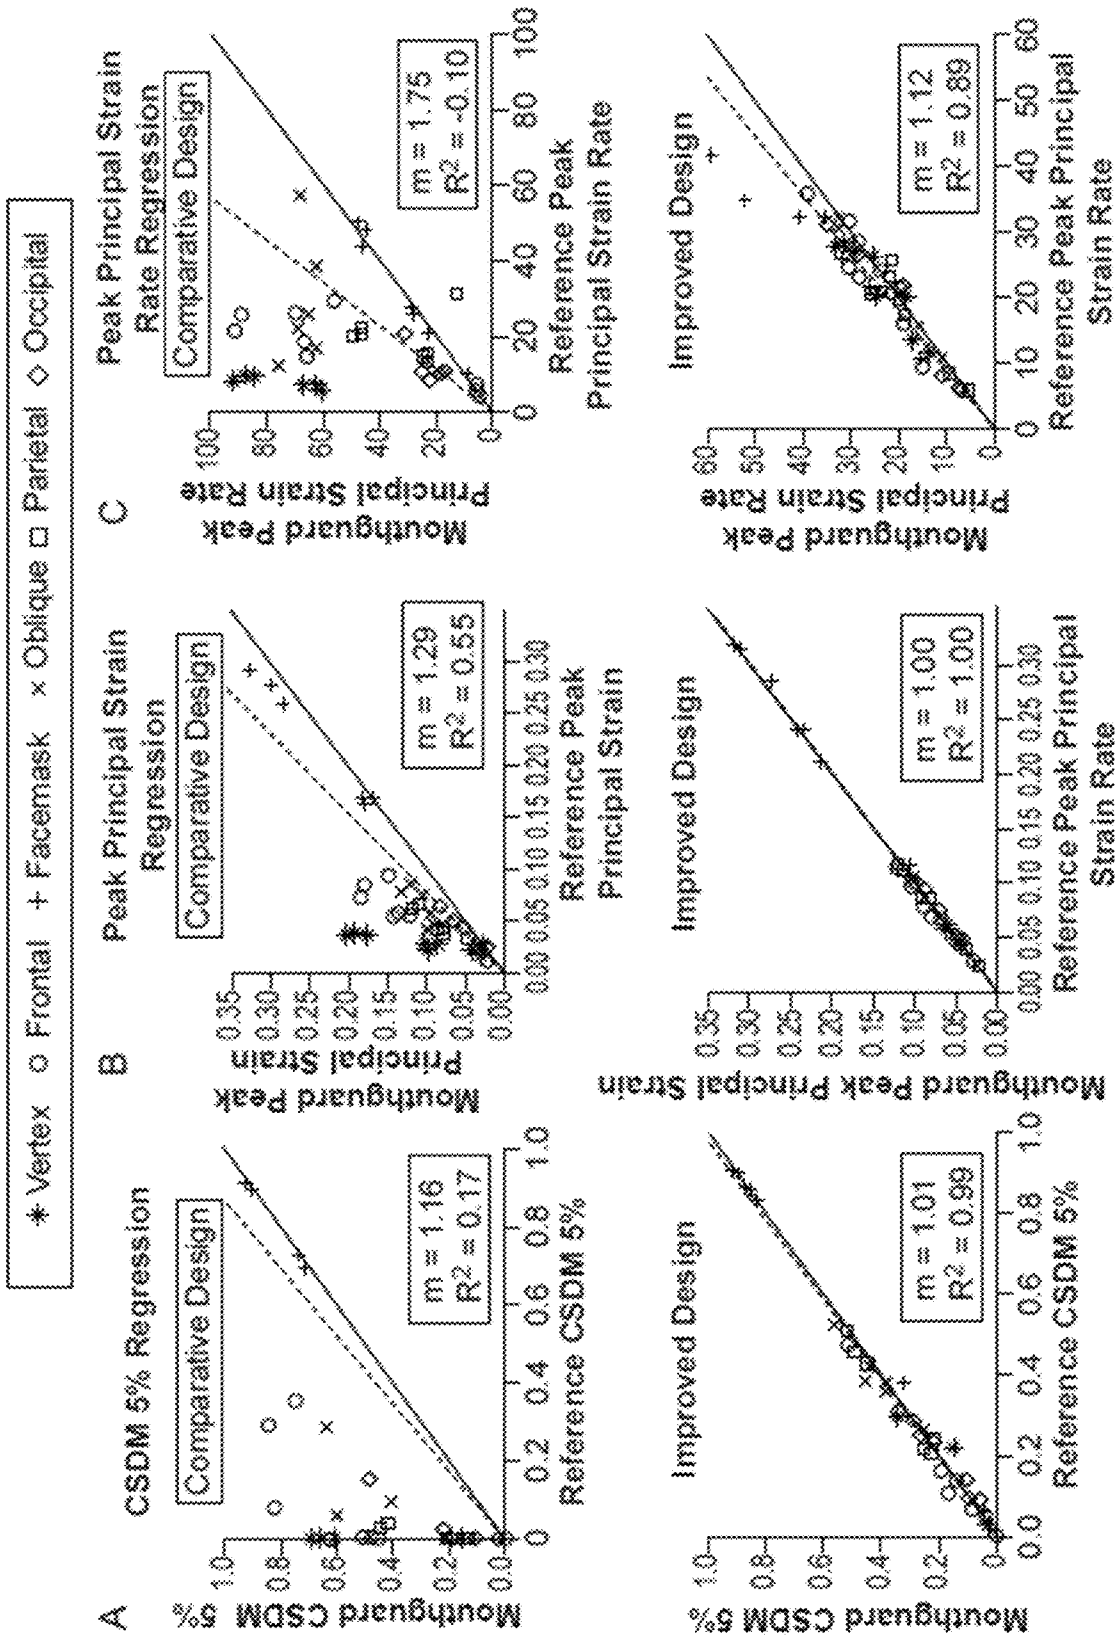 ✱ Vertex ○ Frontal + Facemask × Oblique □ Parietal ◇ Occipital
A
CSDM 5% Regression
Comparative Design
Mouthguard CSDM 5%
1.0
0.8
0.6
0.4
0.2
0.0
m = 1.16
R² = 0.17
0 0.2 0.4 0.6 0.8 1.0
Reference CSDM 5%
Improved Design
Mouthguard CSDM 5%
1.0
0.8
0.6
0.4
0.2
0
m = 1.01
R² = 0.99
0.0 0.2 0.4 0.6 0.8 1.0
Reference CSDM 5%
B
Peak Principal Strain
Regression
Comparative Design
Mouthguard Peak
Principal Strain
0.35
0.30
0.25
0.20
0.15
0.10
0.05
0.00
m = 1.29
R² = 0.55
0.00 0.05 0.10 0.15 0.20 0.25 0.30
Reference Peak
Principal Strain
Improved Design
Mouthguard Peak Principal Strain
0.35
0.30
0.25
0.20
0.15
0.10
0.05
0.00
m = 1.00
R² = 1.00
0.00 0.05 0.10 0.15 0.20 0.25 0.30
Reference Peak Principal
Strain Rate
C
Peak Principal Strain
Rate Regression
Comparative Design
Mouthguard Peak
Principal Strain Rate
100
80
60
40
20
0
m = 1.75
R² = -0.10
0 20 40 60 80 100
Reference Peak
Principal Strain Rate
Improved Design
Mouthguard Peak
Principal Strain Rate
60
50
40
30
20
10
0
m = 1.12
R² = 0.89
0 10 20 30 40 50 60
Reference Peak Principal
Strain Rate